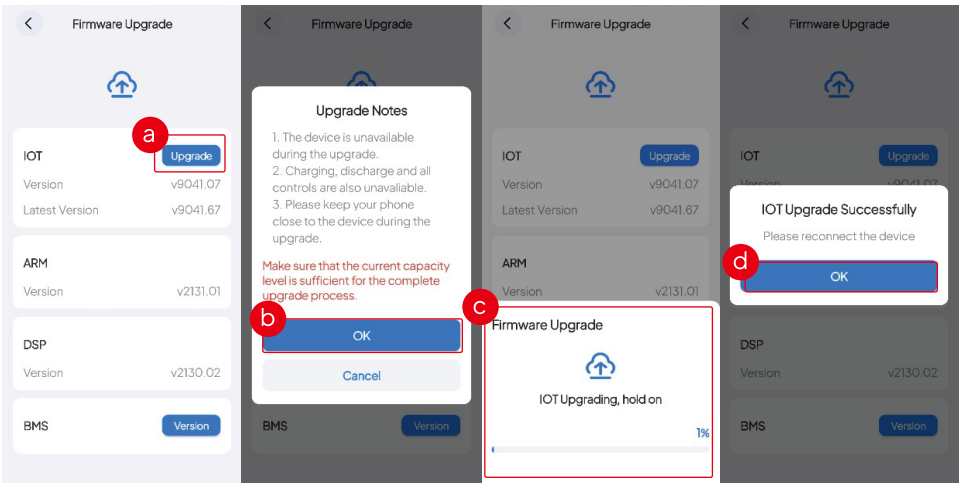 Firmware Upgrade
a
IOT
Upgrade
Version v9041.07
Latest Version v9041.67
ARM
Version v2131.01
DSP
Version v2130.02
BMS
Version
Firmware Upgrade
Upgrade Notes
1. The device is unavailable
during the upgrade.
2. Charging, discharge and all
controls are also unavaliable.
3. Please keep your phone
close to the device during the
upgrade.
Make sure that the current capacity
level is sufficient for the complete
upgrade process.
b
OK
Cancel
BMS
Version
Firmware Upgrade
IOT
Upgrade
Version v9041.07
Latest Version v9041.67
ARM
Version v2131.01
c
Firmware Upgrade
IOT Upgrading, hold on
1%
Firmware Upgrade
IOT
Upgrade
Version v9041.07
IOT Upgrade Successfully
Please reconnect the device
d
OK
DSP
Version v2130.02
BMS
Version